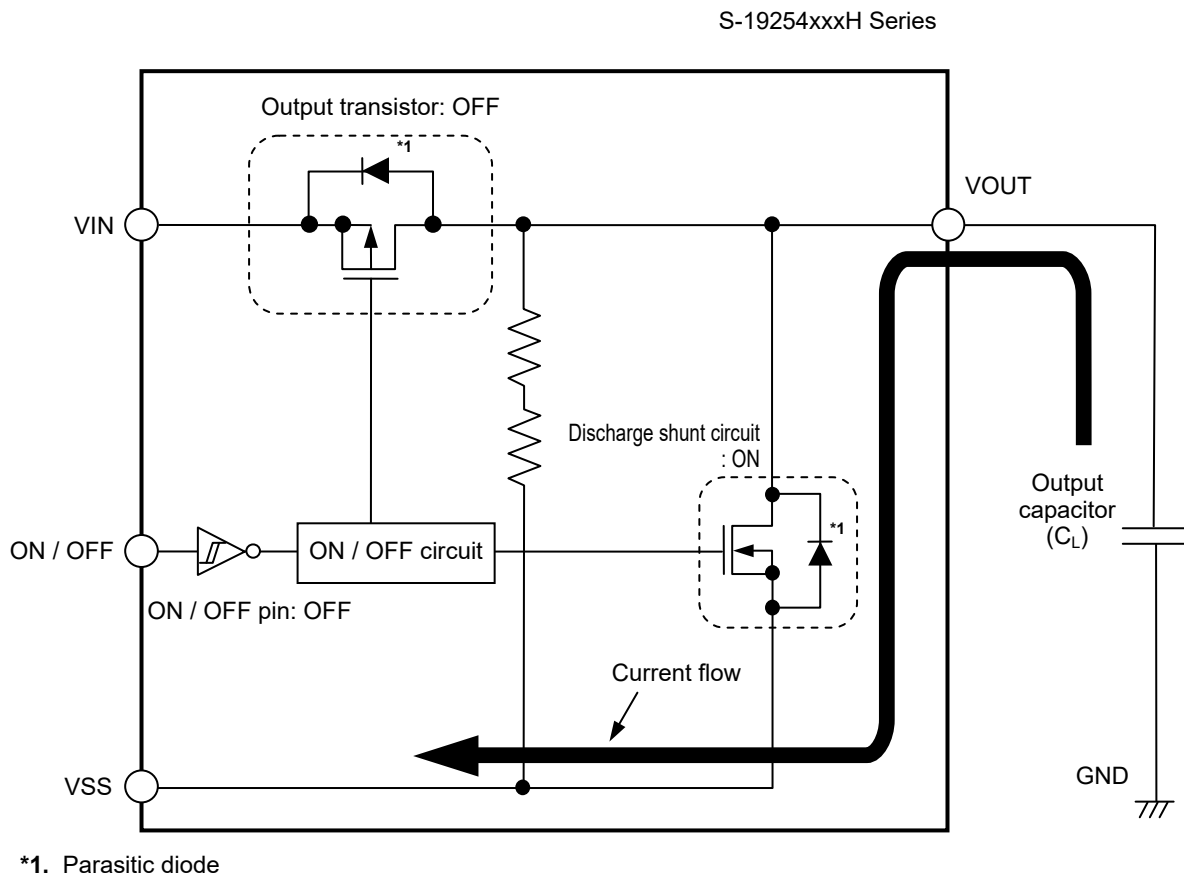 S-19254xxxH Series
Output transistor: OFF
*1
VIN
VOUT
Discharge shunt circuit
: ON
*1
Output
capacitor
(CL)
ON / OFF
ON / OFF circuit
ON / OFF pin: OFF
Current flow
VSS
GND
*1. Parasitic diode